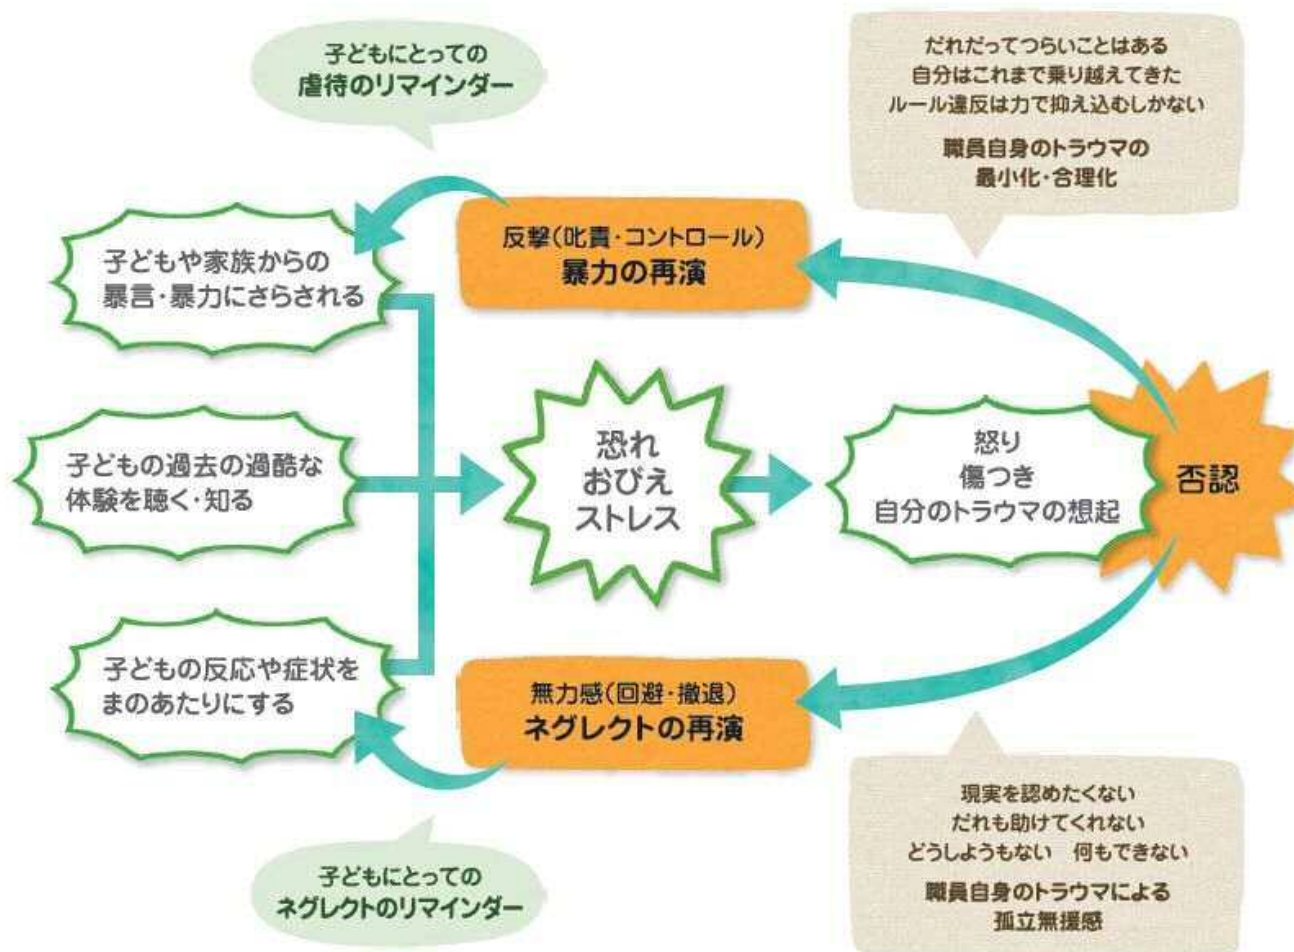 子どもにとっての
虐待のリマインダー
だれだってつらいことはある
自分はこれまで乗り越えてきた
ルール違反は力で抑え込むしかない
職員自身のトラウマの
最小化・合理化
子どもや家族からの
暴言・暴力にさらされる
反撃(叱責・コントロール)
暴力の再演
子どもの過去の過酷な
体験を聴く・知る
恐れ
おびえ
ストレス
怒り
傷つき
自分のトラウマの想起
否認
子どもの反応や症状を
まのあたりにする
無力感(回避・撤退)
ネグレクトの再演
子どもにとっての
ネグレクトのリマインダー
現実を認めたくない
だれも助けてくれない
どうしようもない　何もできない
職員自身のトラウマによる
孤立無援感